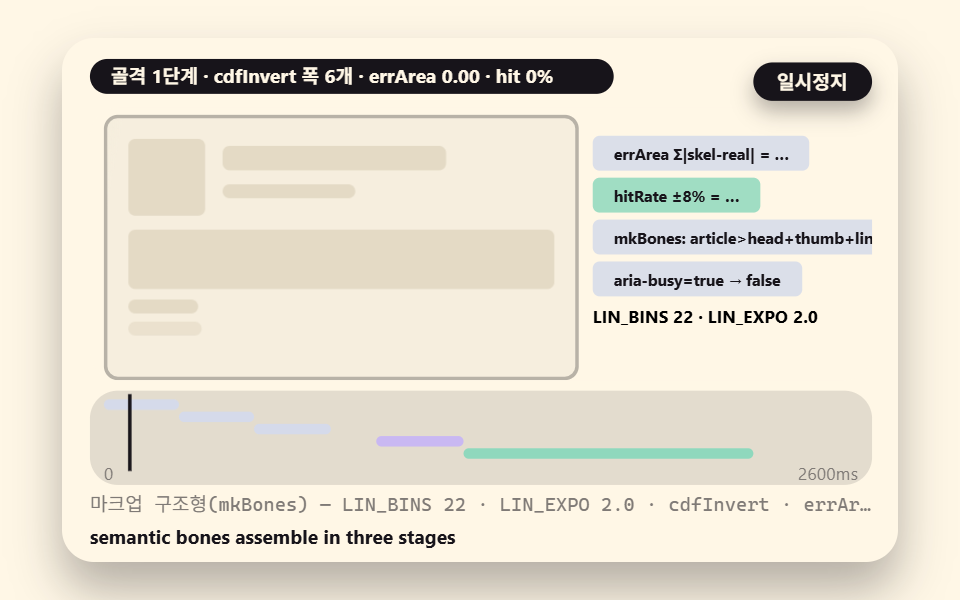 골격 1단계 · cdfInvert 폭 6개 · errArea 0.00 · hit 0%
일시정지
errArea Σ|skel-real| = …
hitRate ±8% = …
mkBones: article>head+thumb+lin
aria-busy=true → false
LIN_BINS 22 · LIN_EXPO 2.0
0
2600ms
마크업 구조형(mkBones) — LIN_BINS 22 · LIN_EXPO 2.0 · cdfInvert · errAr…
semantic bones assemble in three stages